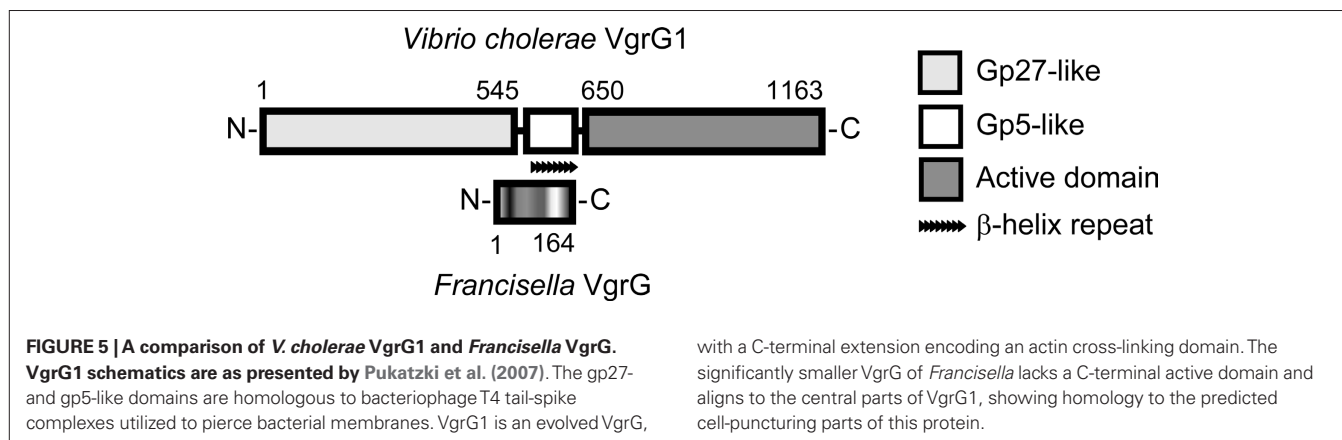 Vibrio cholerae VgrG1
1 545 650 1163
N- -C
N- -C
1 164
Francisella VgrG
Gp27-like
Gp5-like
Active domain
β-helix repeat
FIGURE 5 | A comparison of V. cholerae VgrG1 and Francisella VgrG.
VgrG1 schematics are as presented by Pukatzki et al. (2007). The gp27-
and gp5-like domains are homologous to bacteriophage T4 tail-spike
complexes utilized to pierce bacterial membranes. VgrG1 is an evolved VgrG,
with a C-terminal extension encoding an actin cross-linking domain. The
significantly smaller VgrG of Francisella lacks a C-terminal active domain and
aligns to the central parts of VgrG1, showing homology to the predicted
cell-puncturing parts of this protein.